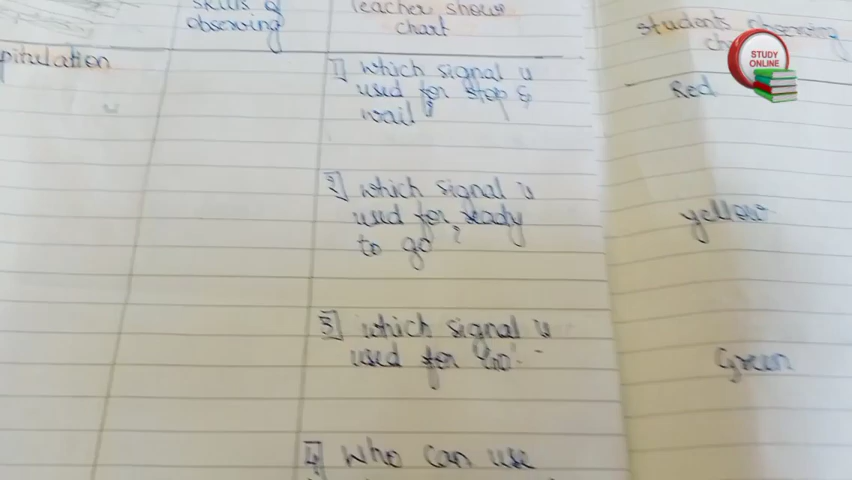 skills of
observing
Teacher shows
chart
students observing
ch
STUDY
ONLINE
pitulation
1] which signal is
used for stop &
wait?
Red
2] which signal is
used for ready
to go?
yellow
3] which signal is
used for "Go".-
Green
4] who can use